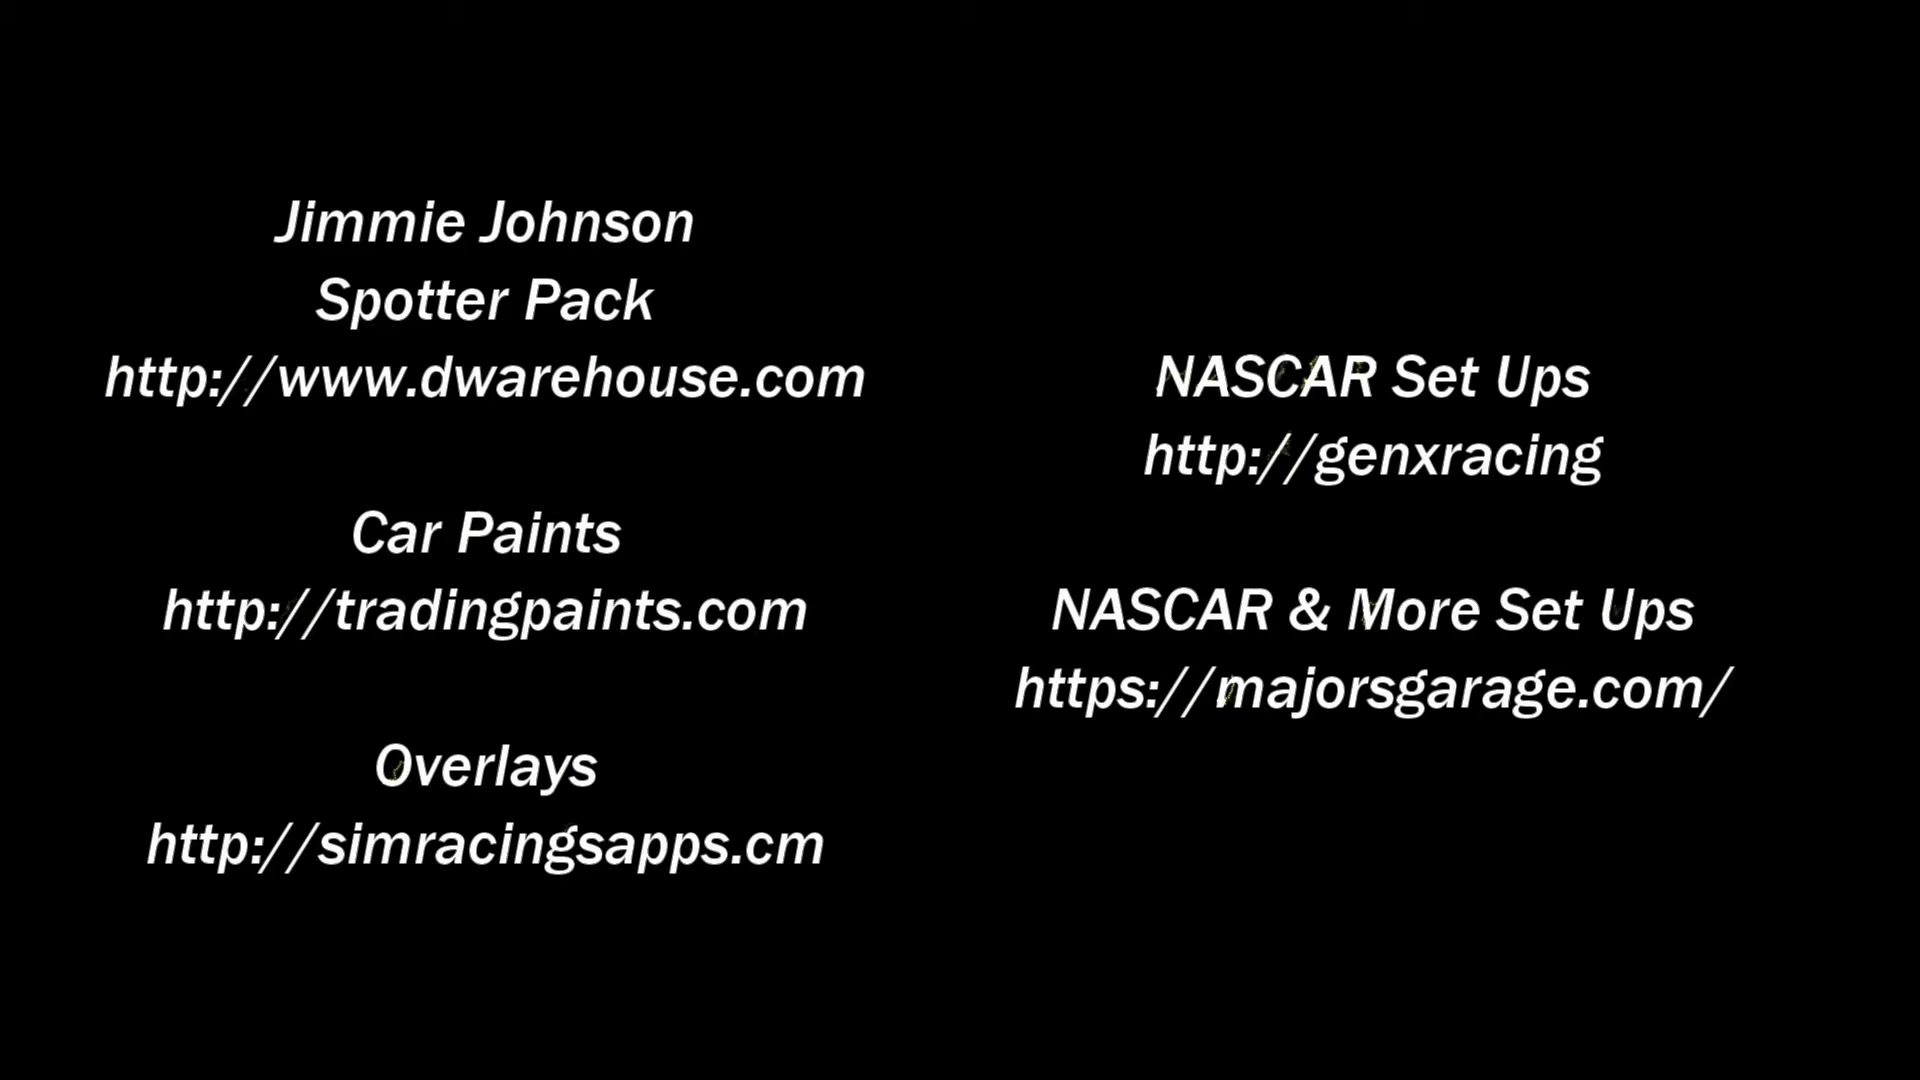 Jimmie Johnson
Spotter Pack
http://www.dwarehouse.com
Car Paints
http://tradingpaints.com
Overlays
http://simracingsapps.cm
NASCAR Set Ups
http://genxracing
NASCAR & More Set Ups
https://majorsgarage.com/